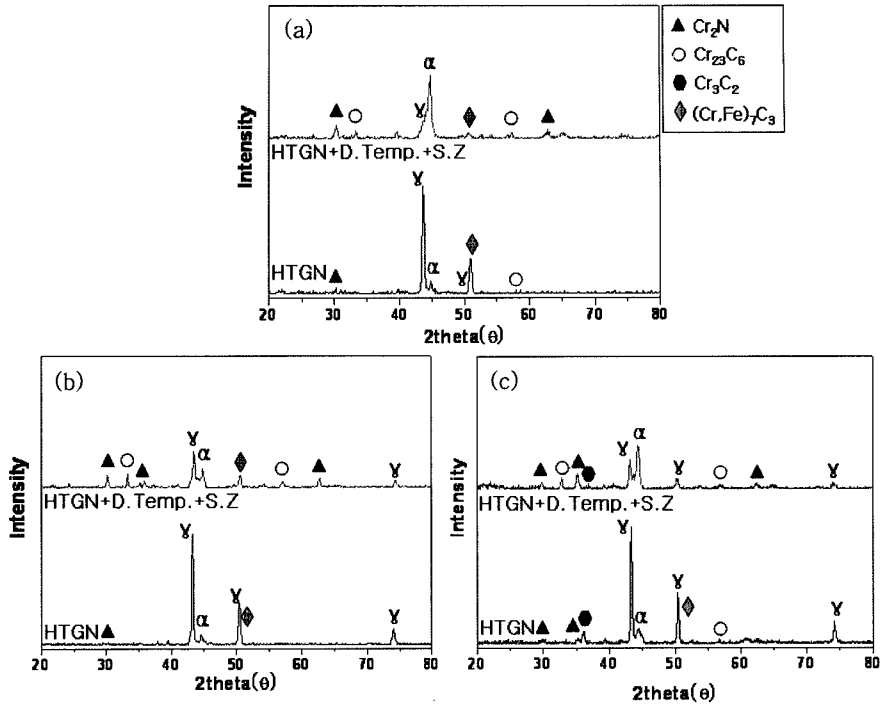 (a)
▲ Cr₂N
○ Cr₂₃C₆
⬢ Cr₃C₂
♦ (Cr,Fe)₇C₃
Intensity
α
γ
HTGN+D.Temp.+S.Z
γ
α
γ
HTGN
20 30 40 50 60 70 80
2theta(θ)
(b)
Intensity
γ
α
γ
HTGN+D.Temp.+S.Z
γ
γ
α
γ
HTGN
20 30 40 50 60 70 80
2theta(θ)
(c)
Intensity
γ
α
γ
γ
HTGN+D.Temp.+S.Z
γ
γ
α
γ
HTGN
20 30 40 50 60 70 80
2theta(θ)